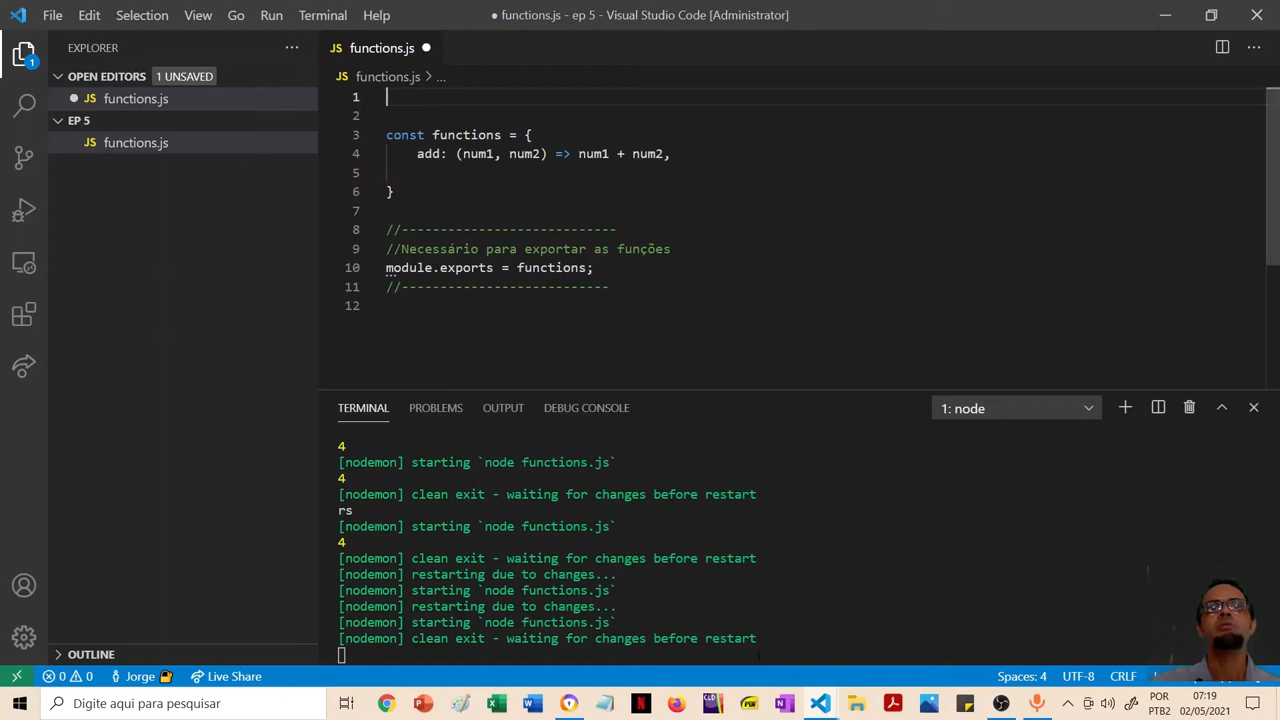 File Edit Selection View Go Run Terminal Help
● functions.js - ep 5 - Visual Studio Code [Administrator]
EXPLORER
OPEN EDITORS 1 UNSAVED
JS functions.js
EP 5
JS functions.js
OUTLINE
JS functions.js
JS functions.js > ...
1
2
3 const functions = {
4 add: (num1, num2) => num1 + num2,
5
6 }
7
8 //----------------------------
9 //Necessário para exportar as funções
10 module.exports = functions;
11 //---------------------------
12
TERMINAL PROBLEMS OUTPUT DEBUG CONSOLE 1: node
4
[nodemon] starting `node functions.js`
4
[nodemon] clean exit - waiting for changes before restart
rs
[nodemon] starting `node functions.js`
4
[nodemon] clean exit - waiting for changes before restart
[nodemon] restarting due to changes...
[nodemon] starting `node functions.js`
[nodemon] restarting due to changes...
[nodemon] starting `node functions.js`
[nodemon] clean exit - waiting for changes before restart
0 0 Jorge Live Share Spaces: 4 UTF-8 CRLF
Digite aqui para pesquisar
POR 07:19
PTB2 02/05/2021